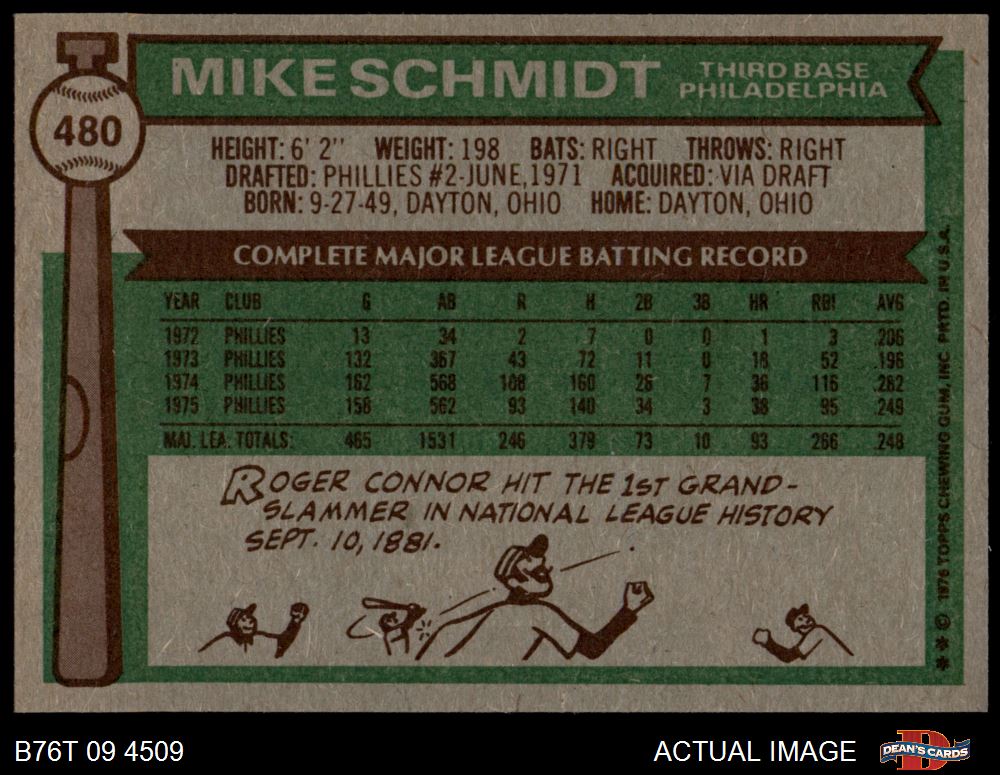 480
MIKE SCHMIDT
THIRD BASE
PHILADELPHIA
HEIGHT: 6' 2" WEIGHT: 198 BATS: RIGHT THROWS: RIGHT
DRAFTED: PHILLIES #2-JUNE, 1971 ACQUIRED: VIA DRAFT
BORN: 9-27-49, DAYTON, OHIO HOME: DAYTON, OHIO
COMPLETE MAJOR LEAGUE BATTING RECORD
YEAR CLUB G AB R H 2B 3B HR RBI AVG
1972 PHILLIES 13 34 2 7 0 0 1 3 .206
1973 PHILLIES 132 367 43 72 11 0 18 52 .196
1974 PHILLIES 162 568 108 160 28 7 36 116 .282
1975 PHILLIES 158 562 93 140 34 3 38 95 .249
MAJ. LEA. TOTALS: 465 1531 246 379 73 10 93 266 .248
ROGER CONNOR HIT THE 1ST GRAND-
SLAMMER IN NATIONAL LEAGUE HISTORY
SEPT. 10, 1881.
** © 1976 TOPPS CHEWING GUM, INC. PRTD. IN U.S.A.
B76T 09 4509
ACTUAL IMAGE
D
DEAN'S CARDS